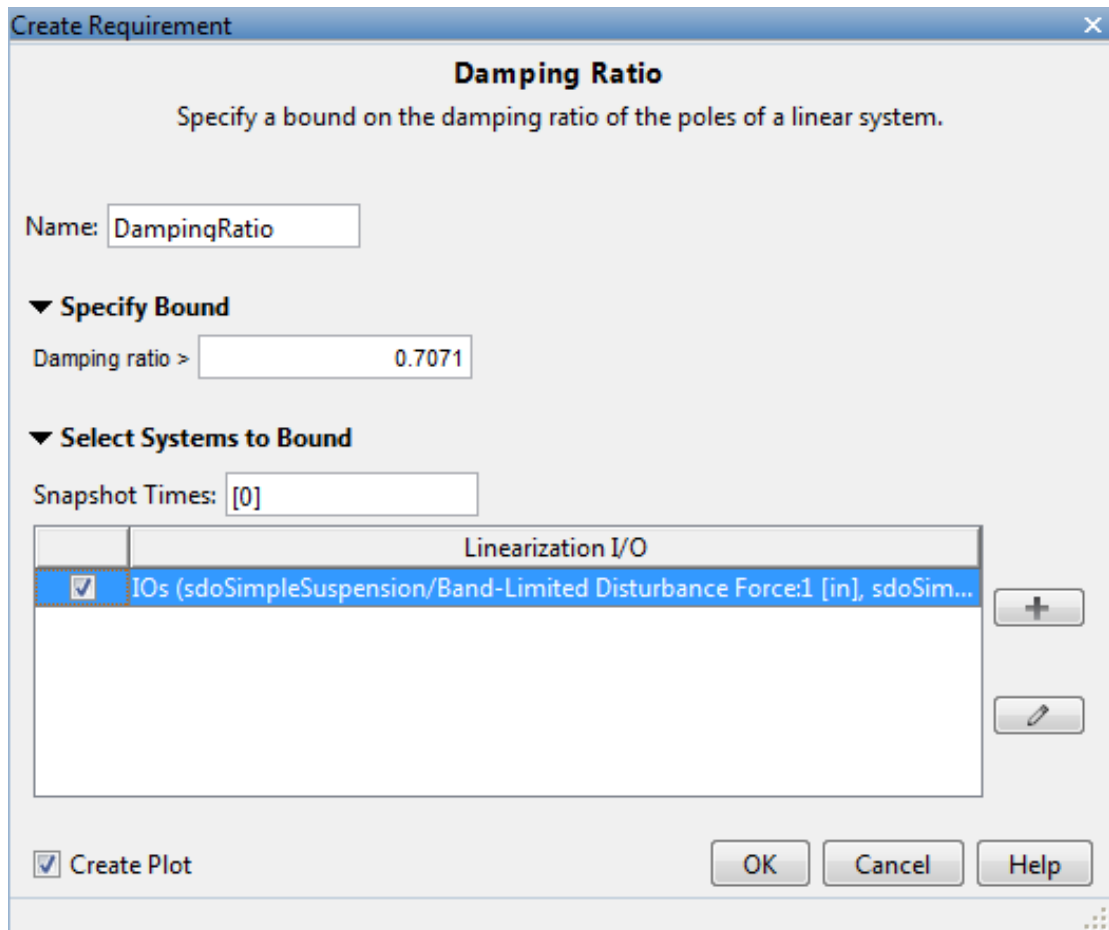 Create Requirement
Damping Ratio
Specify a bound on the damping ratio of the poles of a linear system.
Name: DampingRatio
Specify Bound
Damping ratio > 0.7071
Select Systems to Bound
Snapshot Times: [0]
Linearization I/O
IOs (sdoSimpleSuspension/Band-Limited Disturbance Force:1 [in], sdoSim...
Create Plot OK Cancel Help